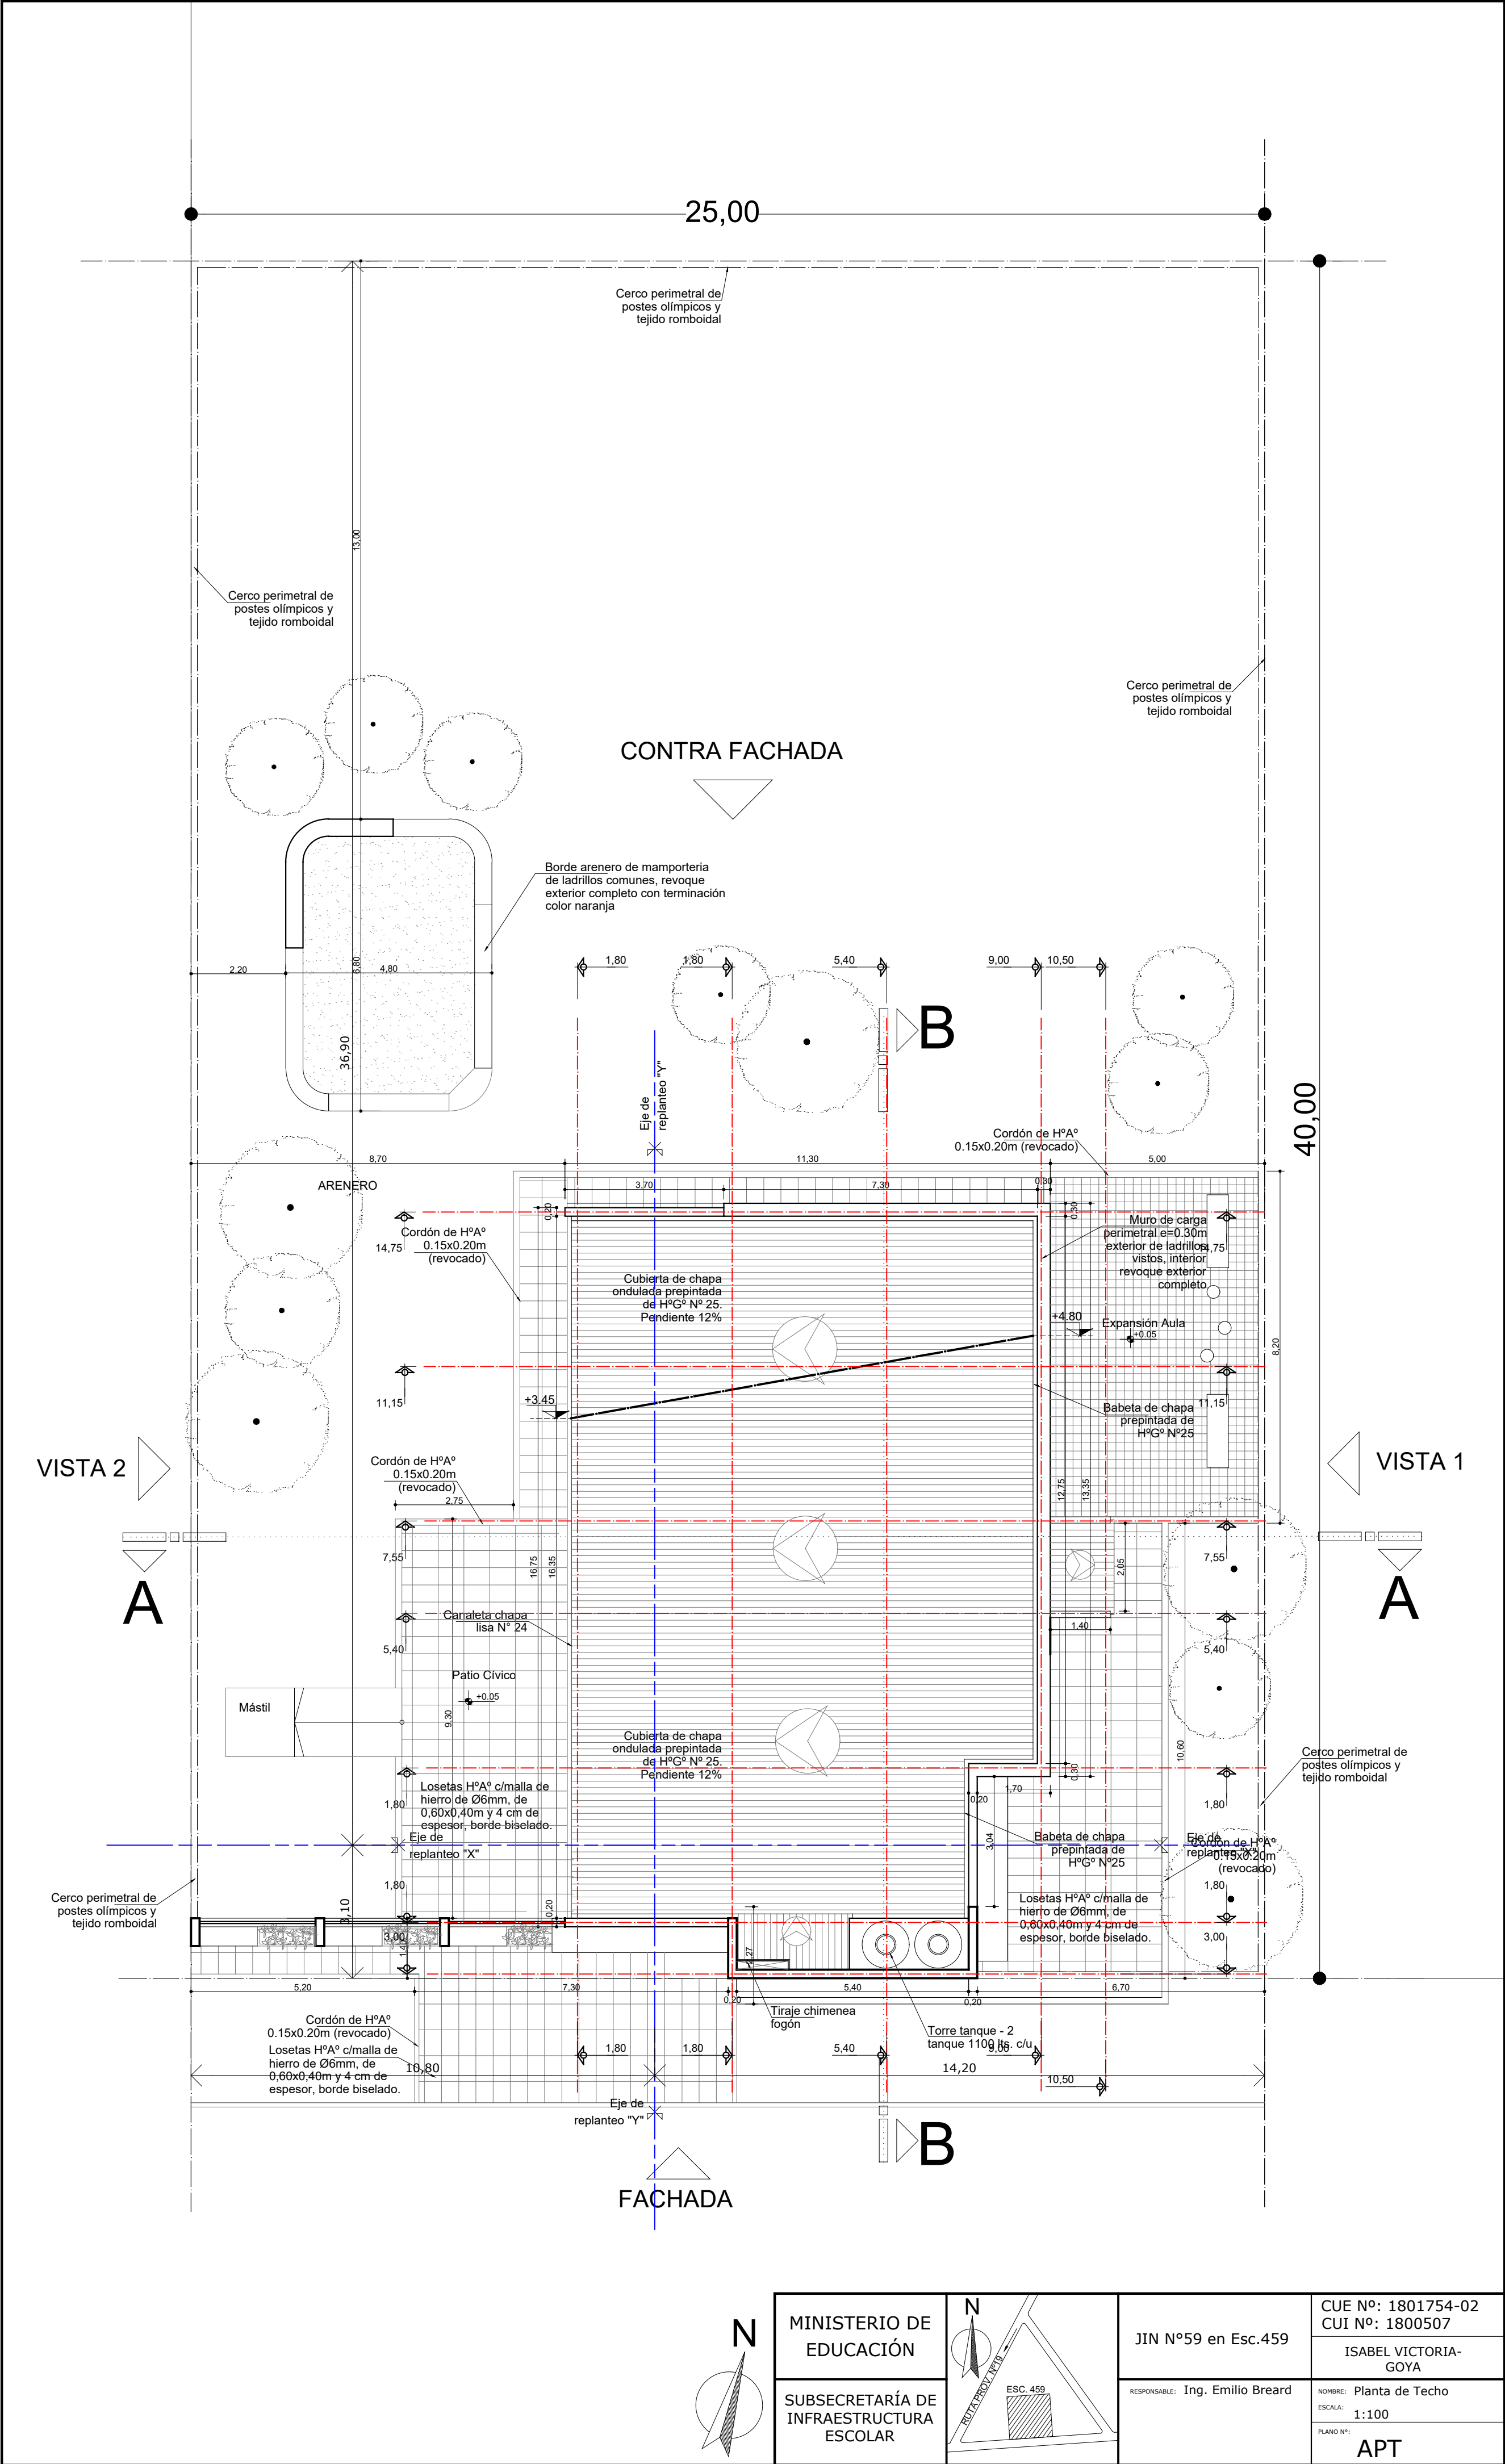 25,00
Cerco perimetral de
postes olímpicos y
tejido romboidal
13,00
Cerco perimetral de
postes olímpicos y
tejido romboidal
Cerco perimetral de
postes olímpicos y
tejido romboidal
CONTRA FACHADA
Borde arenero de mamporteria
de ladrillos comunes, revoque
exterior completo con terminación
color naranja
2,20
6,80
4,80
36,90
1,80
1,80
5,40
9,00
10,50
B
Eje de
replanteo "Y"
40,00
Cordón de HºAº
0.15x0.20m (revocado)
8,70
11,30
5,00
ARENERO
3,70
7,30
0,30
0,20
0,30
Cordón de HºAº
0.15x0.20m
(revocado)
14,75
Muro de carga
perimetral e=0.30m
exterior de ladrillos
vistos, interior
revoque exterior
completo
14,75
Cubierta de chapa
ondulada prepintada
de HºGº Nº 25.
Pendiente 12%
+4.80
Expansión Aula
+0.05
8,20
11,15
+3.45
Babeta de chapa
prepintada de
HºGº Nº25
11,15
VISTA 2
VISTA 1
Cordón de HºAº
0.15x0.20m
(revocado)
2,75
12,75
13,35
A
A
7,55
16,75
16,35
2,05
7,55
Canaleta chapa
lisa N° 24
1,40
5,40
5,40
Patio Cívico
+0.05
Mástil
9,30
Cubierta de chapa
ondulada prepintada
de HºGº Nº 25.
Pendiente 12%
10,60
Cerco perimetral de
postes olímpicos y
tejido romboidal
0,30
1,70
0,20
Losetas HºAº c/malla de
hierro de Ø6mm, de
0,60x0,40m y 4 cm de
espesor, borde biselado.
1,80
1,80
Eje de
replanteo "X"
3,04
Babeta de chapa
prepintada de
HºGº Nº25
Eje de
replanteo "X"
Cordón de HºAº
0.15x0.20m
(revocado)
Cerco perimetral de
postes olímpicos y
tejido romboidal
1,80
3,10
0,20
1,80
Losetas HºAº c/malla de
hierro de Ø6mm, de
0,60x0,40m y 4 cm de
espesor, borde biselado.
3,00
3,00
5,20
7,30
0,20
5,40
0,20
6,70
Cordón de HºAº
0.15x0.20m (revocado)
Tiraje chimenea
fogón
Torre tanque - 2
tanque 1100 lts. c/u
Losetas HºAº c/malla de
hierro de Ø6mm, de
0,60x0,40m y 4 cm de
espesor, borde biselado.
1,80
1,80
5,40
9,00
10,80
14,20
10,50
Eje de
replanteo "Y"
B
FACHADA
N
MINISTERIO DE
EDUCACIÓN
SUBSECRETARÍA DE
INFRAESTRUCTURA
ESCOLAR
N
RUTA PROV. Nº19
ESC. 459
JIN N°59 en Esc.459
RESPONSABLE: Ing. Emilio Breard
CUE Nº: 1801754-02
CUI Nº: 1800507
ISABEL VICTORIA-
GOYA
NOMBRE: Planta de Techo
ESCALA: 1:100
PLANO Nº:
APT